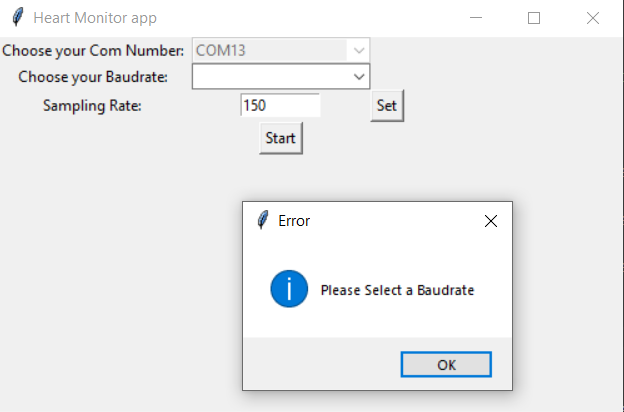 Heart Monitor app
Choose your Com Number: COM13
Choose your Baudrate:
Sampling Rate: 150 Set
Start
Error
i Please Select a Baudrate
OK